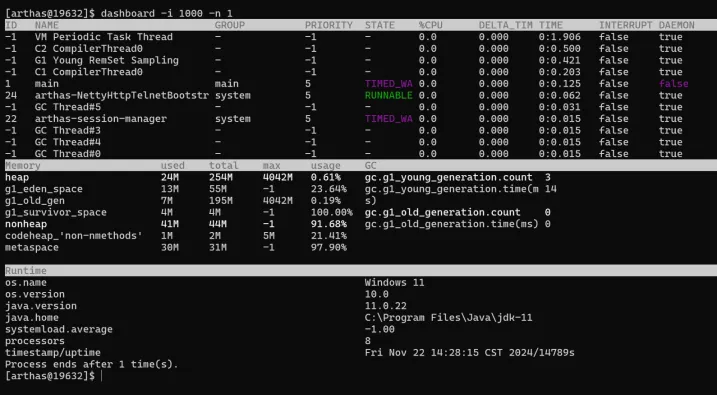 [arthas@19632]$ dashboard -i 1000 -n 1
ID NAME GROUP PRIORITY STATE %CPU DELTA_TIM TIME INTERRUPT DAEMON
-1 VM Periodic Task Thread - -1 - 0.0 0.000 0:1.906 false true
-1 C2 CompilerThread0 - -1 - 0.0 0.000 0:0.500 false true
-1 G1 Young RemSet Sampling - -1 - 0.0 0.000 0:0.421 false true
-1 C1 CompilerThread0 - -1 - 0.0 0.000 0:0.203 false true
1 main main 5 TIMED_WA 0.0 0.000 0:0.125 false false
24 arthas-NettyHttpTelnetBootstr system 5 RUNNABLE 0.0 0.000 0:0.062 false true
-1 GC Thread#5 - -1 - 0.0 0.000 0:0.031 false true
22 arthas-session-manager system 5 TIMED_WA 0.0 0.000 0:0.015 false true
-1 GC Thread#3 - -1 - 0.0 0.000 0:0.015 false true
-1 GC Thread#4 - -1 - 0.0 0.000 0:0.015 false true
-1 GC Thread#0 - -1 - 0.0 0.000 0:0.015 false true
Memory used total max usage GC
heap 24M 254M 4042M 0.61% gc.g1_young_generation.count 3
g1_eden_space 13M 55M -1 23.64% gc.g1_young_generation.time(m 14
g1_old_gen 7M 195M 4042M 0.19% s)
g1_survivor_space 4M 4M -1 100.00% gc.g1_old_generation.count 0
nonheap 41M 44M -1 91.68% gc.g1_old_generation.time(ms) 0
codeheap_'non-nmethods' 1M 2M 5M 21.41%
metaspace 30M 31M -1 97.90%
Runtime
os.name Windows 11
os.version 10.0
java.version 11.0.22
java.home C:\Program Files\Java\jdk-11
systemload.average -1.00
processors 8
timestamp/uptime Fri Nov 22 14:28:15 CST 2024/14789s
Process ends after 1 time(s).
[arthas@19632]$